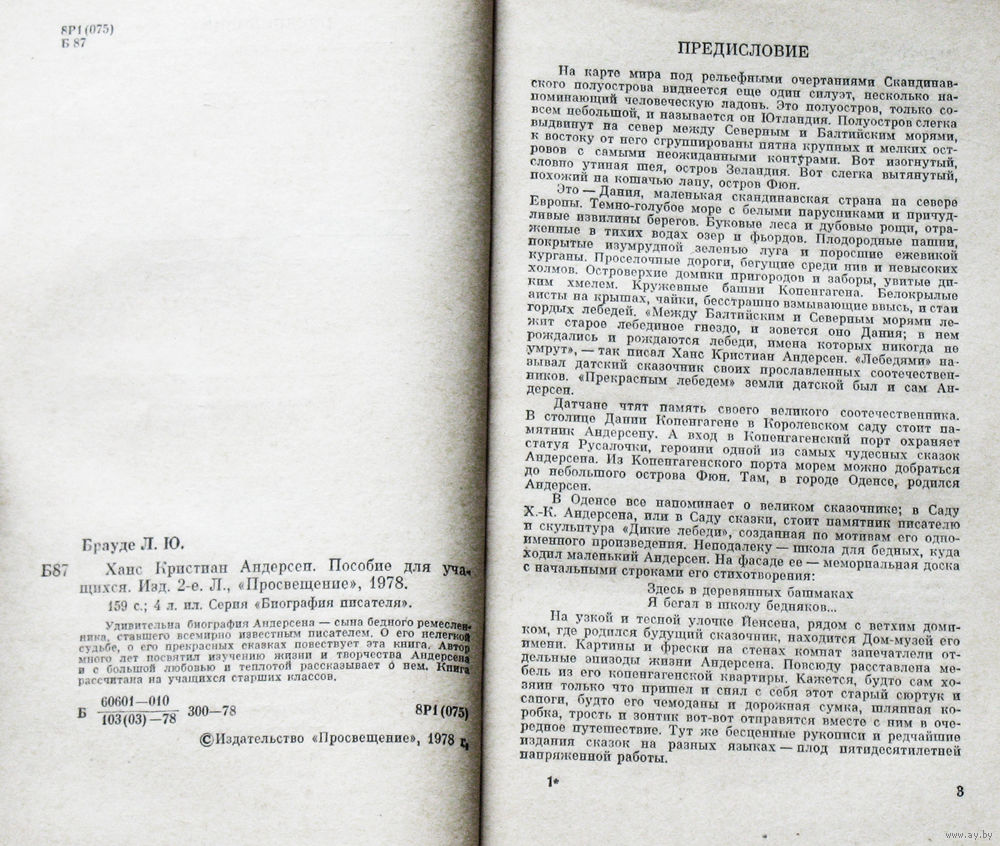 8Р1(075)
Б 87
Брауде Л. Ю.
Б87 Ханс Кристиан Андерсен. Пособие для уча-
щихся. Изд. 2-е. Л., «Просвещение», 1978.
159 с.; 4 л. ил. Серия «Биография писателя».
Удивительна биография Андерсена — сына бедного ремеслен-
ника, ставшего всемирно известным писателем. О его нелегкой
судьбе, о его прекрасных сказках повествует эта книга. Автор
много лет посвятил изучению жизни и творчества Андерсена
и с большой любовью и теплотой рассказывает о нем. Книга
рассчитана на учащихся старших классов.
Б 60601—010
103(03)—78 300—78 8Р1(075)
©Издательство «Просвещение», 1978 г.
ПРЕДИСЛОВИЕ
На карте мира под рельефными очертаниями Скандинав-
ского полуострова виднеется еще один силуэт, несколько на-
поминающий человеческую ладонь. Это полуостров, только со-
всем небольшой, и называется он Ютландия. Полуостров слегка
выдвинут на север между Северным и Балтийским морями,
к востоку от него сгруппированы пятна крупных и мелких ост-
ровов с самыми неожиданными контурами. Вот изогнутый,
словно утиная шея, остров Зеландия. Вот слегка вытянутый,
похожий на кошачью лапу, остров Фюн.
Это — Дания, маленькая скандинавская страна на севере
Европы. Темно-голубое море с белыми парусниками и причуд-
ливые извилины берегов. Буковые леса и дубовые рощи, отра-
женные в тихих водах озер и фьордов. Плодородные пашни,
покрытые изумрудной зеленью луга и поросшие ежевикой
курганы. Проселочные дороги, бегущие среди нив и невысоких
холмов. Островерхие домики пригородов и заборы, увитые ди-
ким хмелем. Кружевные башни Копенгагена. Белокрылые
аисты на крышах, чайки, бесстрашно взмывающие ввысь, и стаи
гордых лебедей. «Между Балтийским и Северным морями ле-
жит старое лебединое гнездо, и зовется оно Дания; в нем
рождались и рождаются лебеди, имена которых никогда не
умрут», — так писал Ханс Кристиан Андерсен. «Лебедями» на-
зывал датский сказочник своих прославленных соотечествен-
ников. «Прекрасным лебедем» земли датской был и сам Ан-
дерсен.
Датчане чтят память своего великого соотечественника.
В столице Дании Копенгагене в Королевском саду стоит па-
мятник Андерсену. А вход в Копенгагенский порт охраняет
статуя Русалочки, героини одной из самых чудесных сказок
Андерсена. Из Копенгагенского порта морем можно добраться
до небольшого острова Фюн. Там, в городе Оденсе, родился
Андерсен.
В Оденсе все напоминает о великом сказочнике; в Саду
Х.-К. Андерсена, или в Саду сказки, стоит памятник писателю
и скульптура «Дикие лебеди», созданная по мотивам его одно-
именного произведения. Неподалеку — школа для бедных, куда
ходил маленький Андерсен. На фасаде ее — мемориальная доска
с начальными строками его стихотворения:
Здесь в деревянных башмаках
Я бегал в школу бедняков...
На узкой и тесной улочке Йенсена, рядом с ветхим доми-
ком, где родился будущий сказочник, находится Дом-музей его
имени. Картины и фрески на стенах комнат запечатлели от-
дельные эпизоды жизни Андерсена. Повсюду расставлена ме-
бель из его копенгагенской квартиры. Кажется, будто сам хо-
зяин только что пришел и снял с себя этот старый сюртук и
сапоги, будто его чемоданы и дорожная сумка, шляпная ко-
робка, трость и зонтик вот-вот отправятся вместе с ним в оче-
редное путешествие. Тут же бесценные рукописи и редчайшие
издания сказок на разных языках — плод пятидесятилетней
напряженной работы.
1*
3
www.ay.by